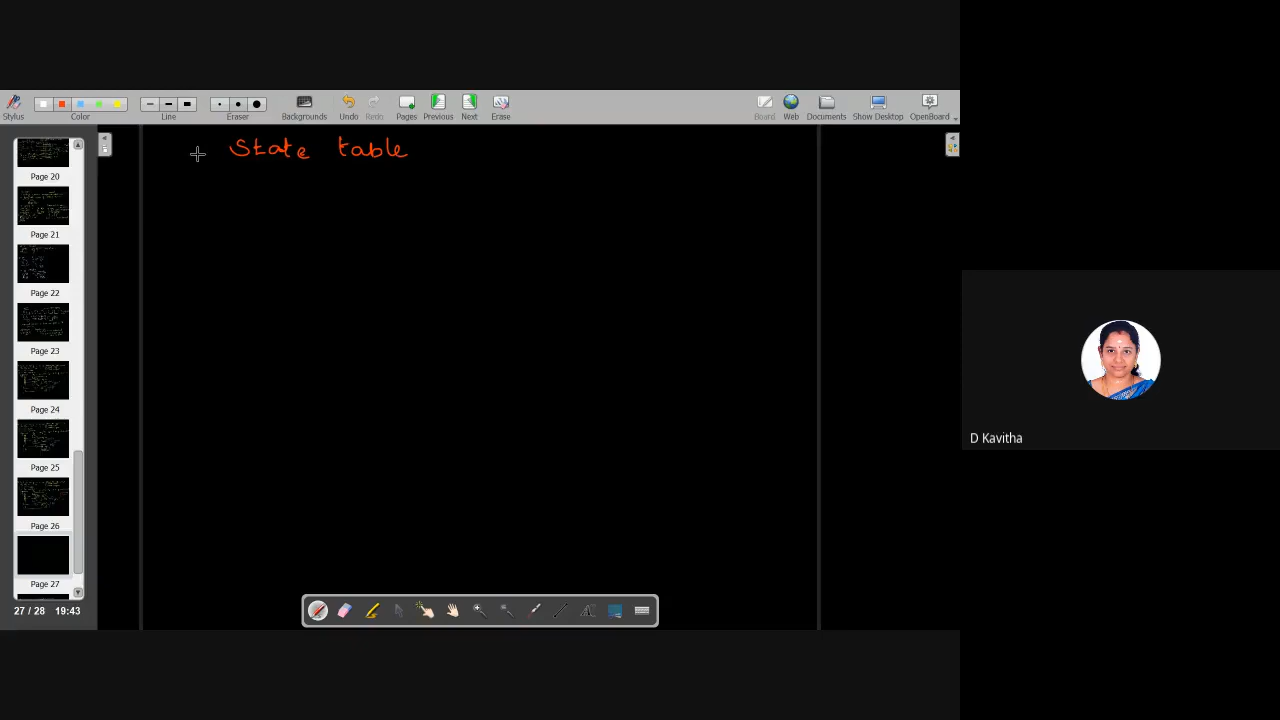 Stylus
Color
Line
Eraser
Backgrounds
Undo
Redo
Pages
Previous
Next
Erase
Board
Web
Documents
Show Desktop
OpenBoard
State table
Page 20
Page 21
Page 22
Page 23
Page 24
Page 25
Page 26
Page 27
27 / 28 19:43
D Kavitha